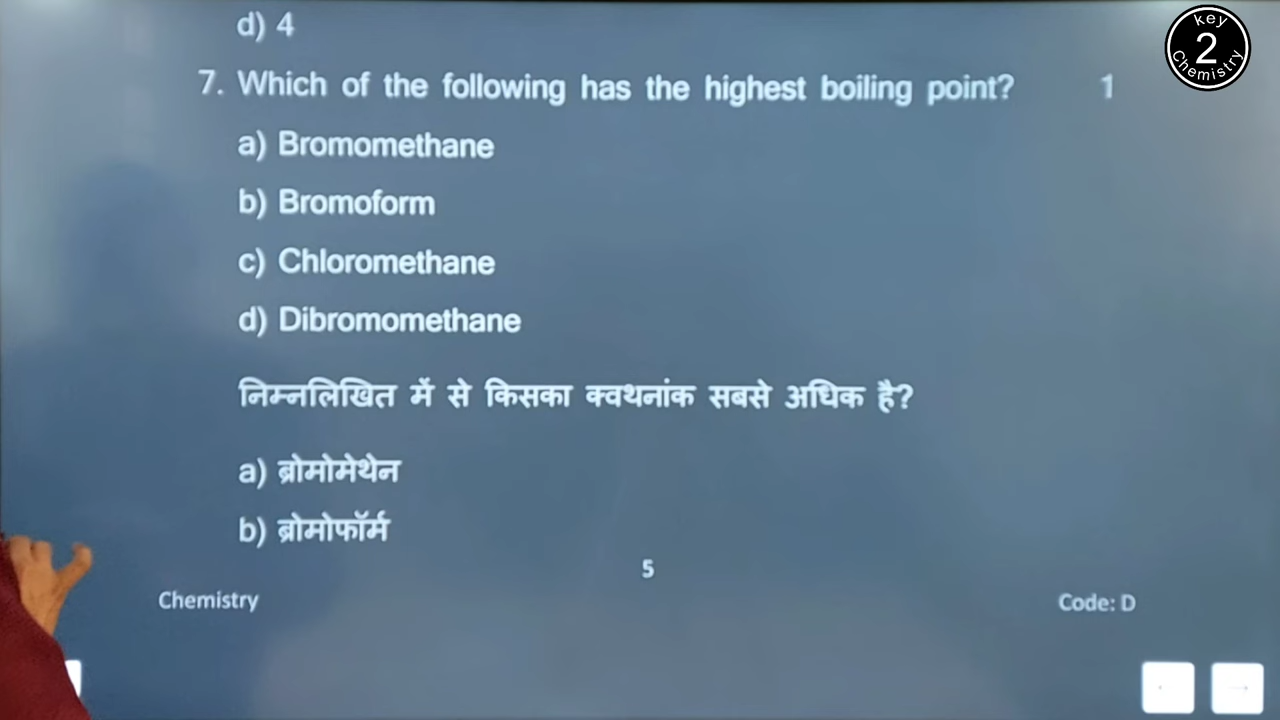 d) 4
key
2
Chemistry
7. Which of the following has the highest boiling point? 1
a) Bromomethane
b) Bromoform
c) Chloromethane
d) Dibromomethane
निम्नलिखित में से किसका क्वथनांक सबसे अधिक है?
a) ब्रोमोमेथेन
b) ब्रोमोफॉर्म
5
Chemistry Code: D